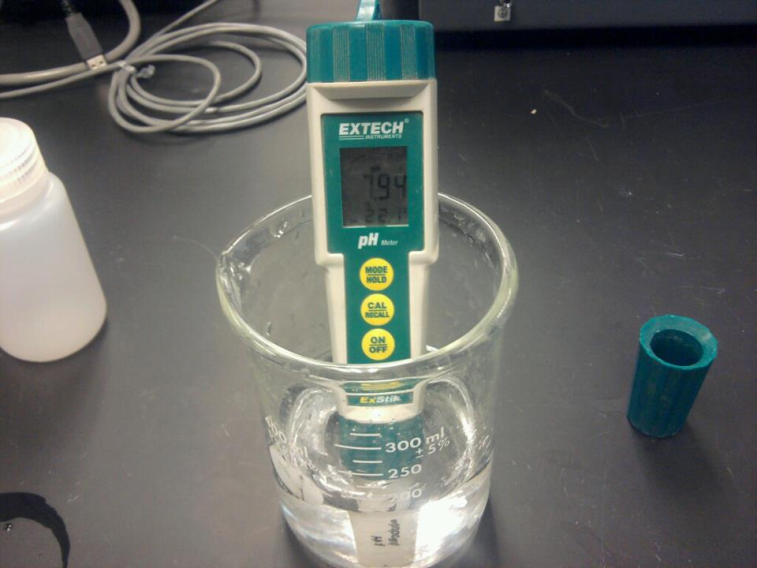 EXTECH®
INSTRUMENTS
7.94
22.1°
pH Meter
MODE
HOLD
CAL
RECALL
ON
OFF
ExStik
300 ml
± 5%
250
200
pH